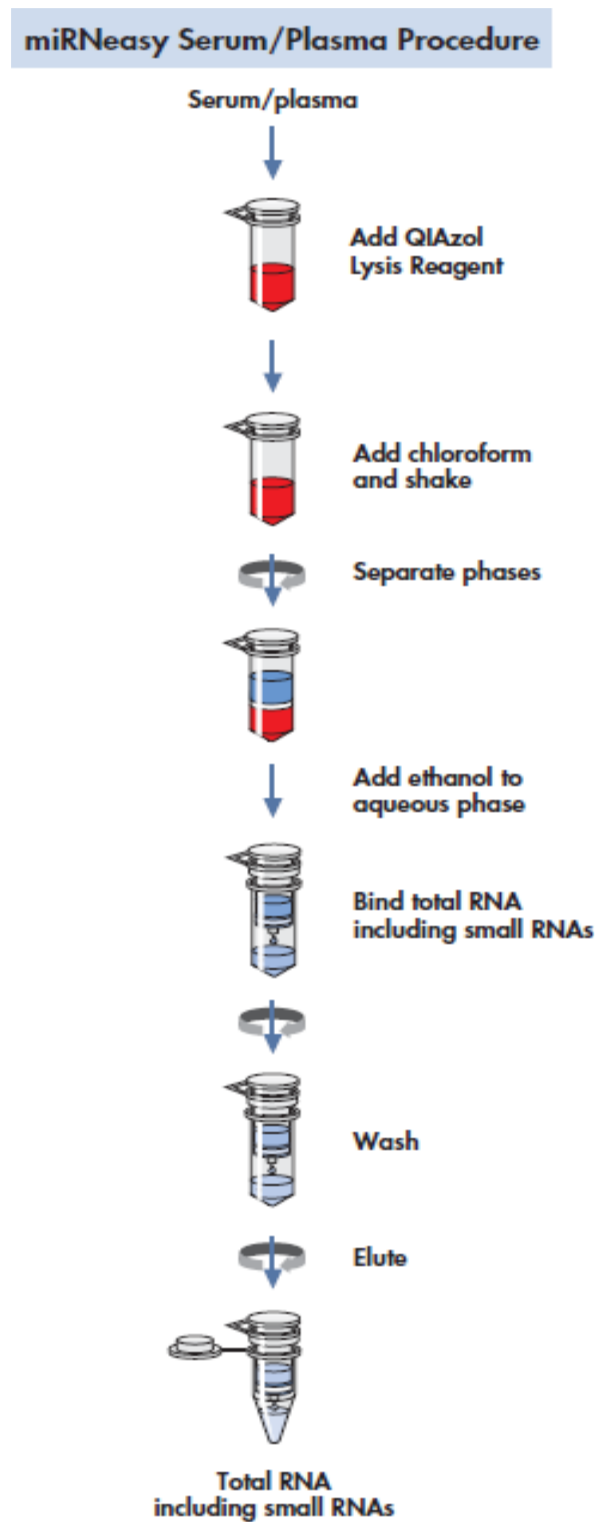 miRNeasy Serum/Plasma Procedure
Serum/plasma
Add QIAzol
Lysis Reagent
Add chloroform
and shake
Separate phases
Add ethanol to
aqueous phase
Bind total RNA
including small RNAs
Wash
Elute
Total RNA
including small RNAs